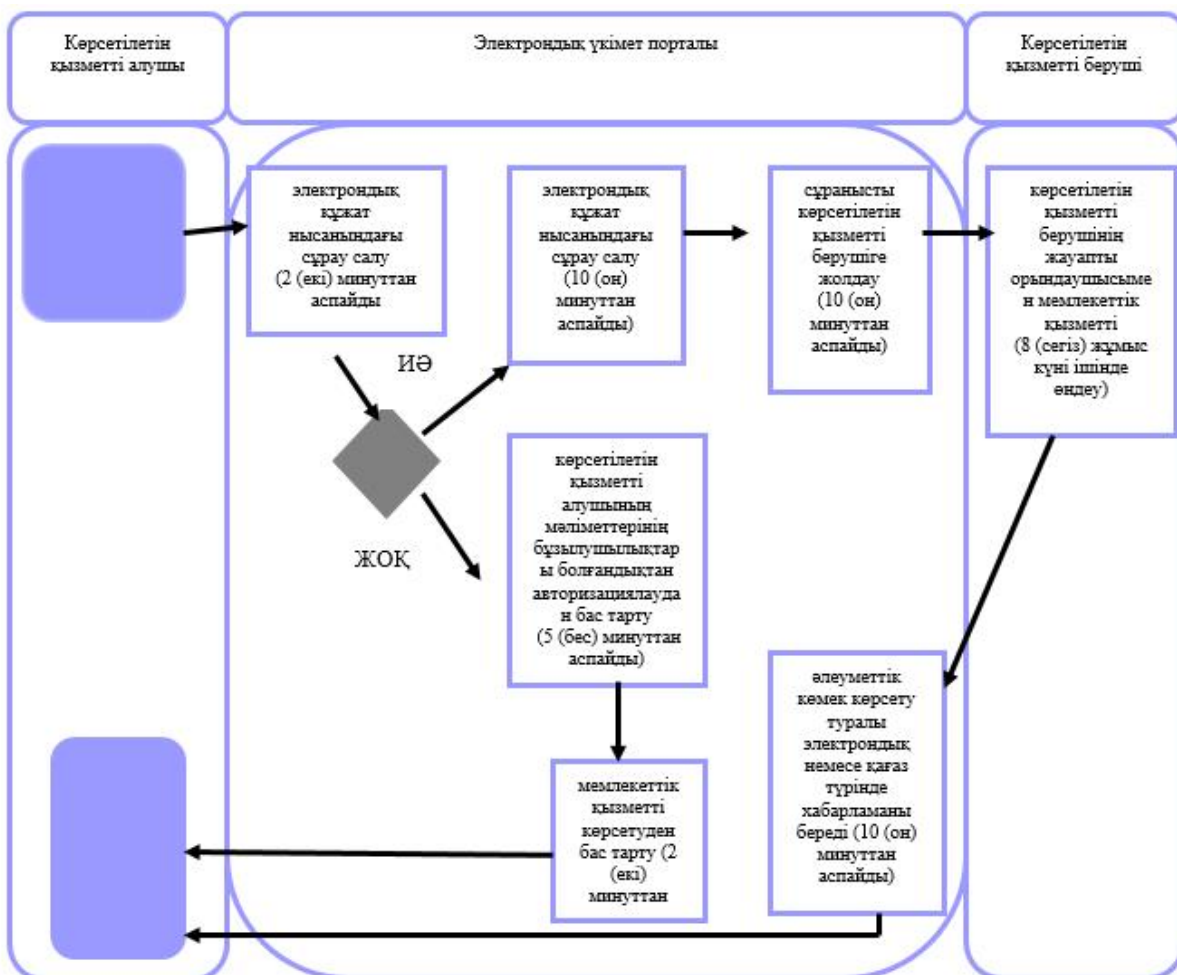 Көрсетілетін
қызметті алушы
Электрондық үкімет порталы
Көрсетілетін
қызметті беруші
электрондық
құжат
нысанындағы
сұрау салу
(2 (екі) минуттан
аспайды
электрондық
құжат
нысанындағы
сұрау салу
(10 (он)
минуттан
аспайды)
сұранысты
көрсетілетін
қызметті
берушіге
жолдау
(10 (он)
минуттан
аспайды)
көрсетілетін
қызметті
берушінің
жауапты
орындаушысыме
н мемлекеттік
қызметті
(8 (сегіз) жұмыс
күні ішінде
өңдеу)
ИӘ
ЖОҚ
көрсетілетін
қызметті
алушының
мәліметтерінің
бұзылушылықтар
ы болғандықтан
авторизациялауда
н бас тарту
(5 (бес) минуттан
аспайды)
мемлекеттік
қызметті
көрсетуден
бас тарту (2
(екі)
минуттан
әлеуметтік
көмек көрсету
туралы
электрондық
немесе қағаз
түрінде
хабарламаны
береді (10 (он)
минуттан
аспайды)